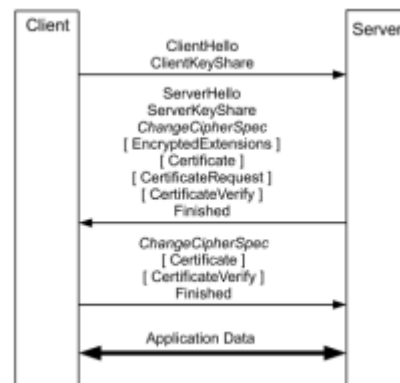 Client
Server
ClientHello
ClientKeyShare
ServerHello
ServerKeyShare
ChangeCipherSpec
[ EncryptedExtensions ]
[ Certificate ]
[ CertificateRequest ]
[ CertificateVerify ]
Finished
ChangeCipherSpec
[ Certificate ]
[ CertificateVerify ]
Finished
Application Data